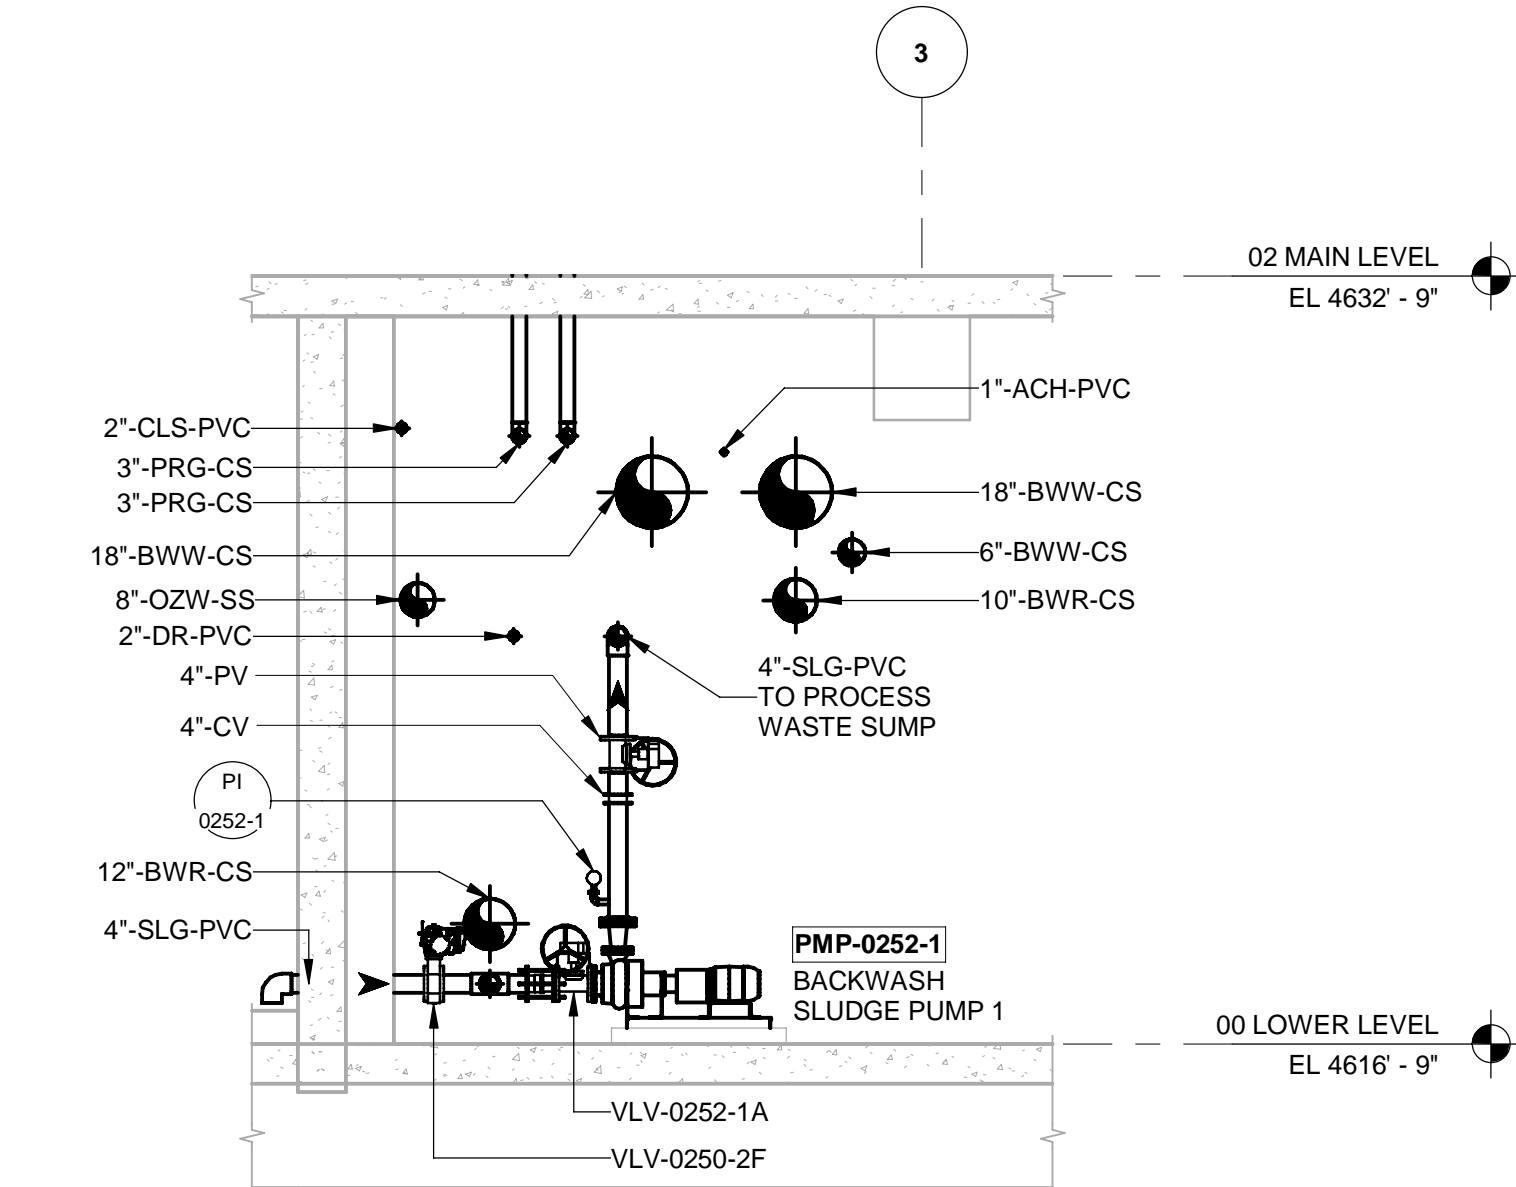 3
02 MAIN LEVEL
EL 4632' - 9"
1"-ACH-PVC
2"-CLS-PVC
3"-PRG-CS
3"-PRG-CS
18"-BWW-CS
18"-BWW-CS
6"-BWW-CS
8"-OZW-SS
10"-BWR-CS
2"-DR-PVC
4"-PV
4"-SLG-PVC
TO PROCESS
WASTE SUMP
4"-CV
PI
0252-1
12"-BWR-CS
4"-SLG-PVC
PMP-0252-1
BACKWASH
SLUDGE PUMP 1
00 LOWER LEVEL
EL 4616' - 9"
VLV-0252-1A
VLV-0250-2F